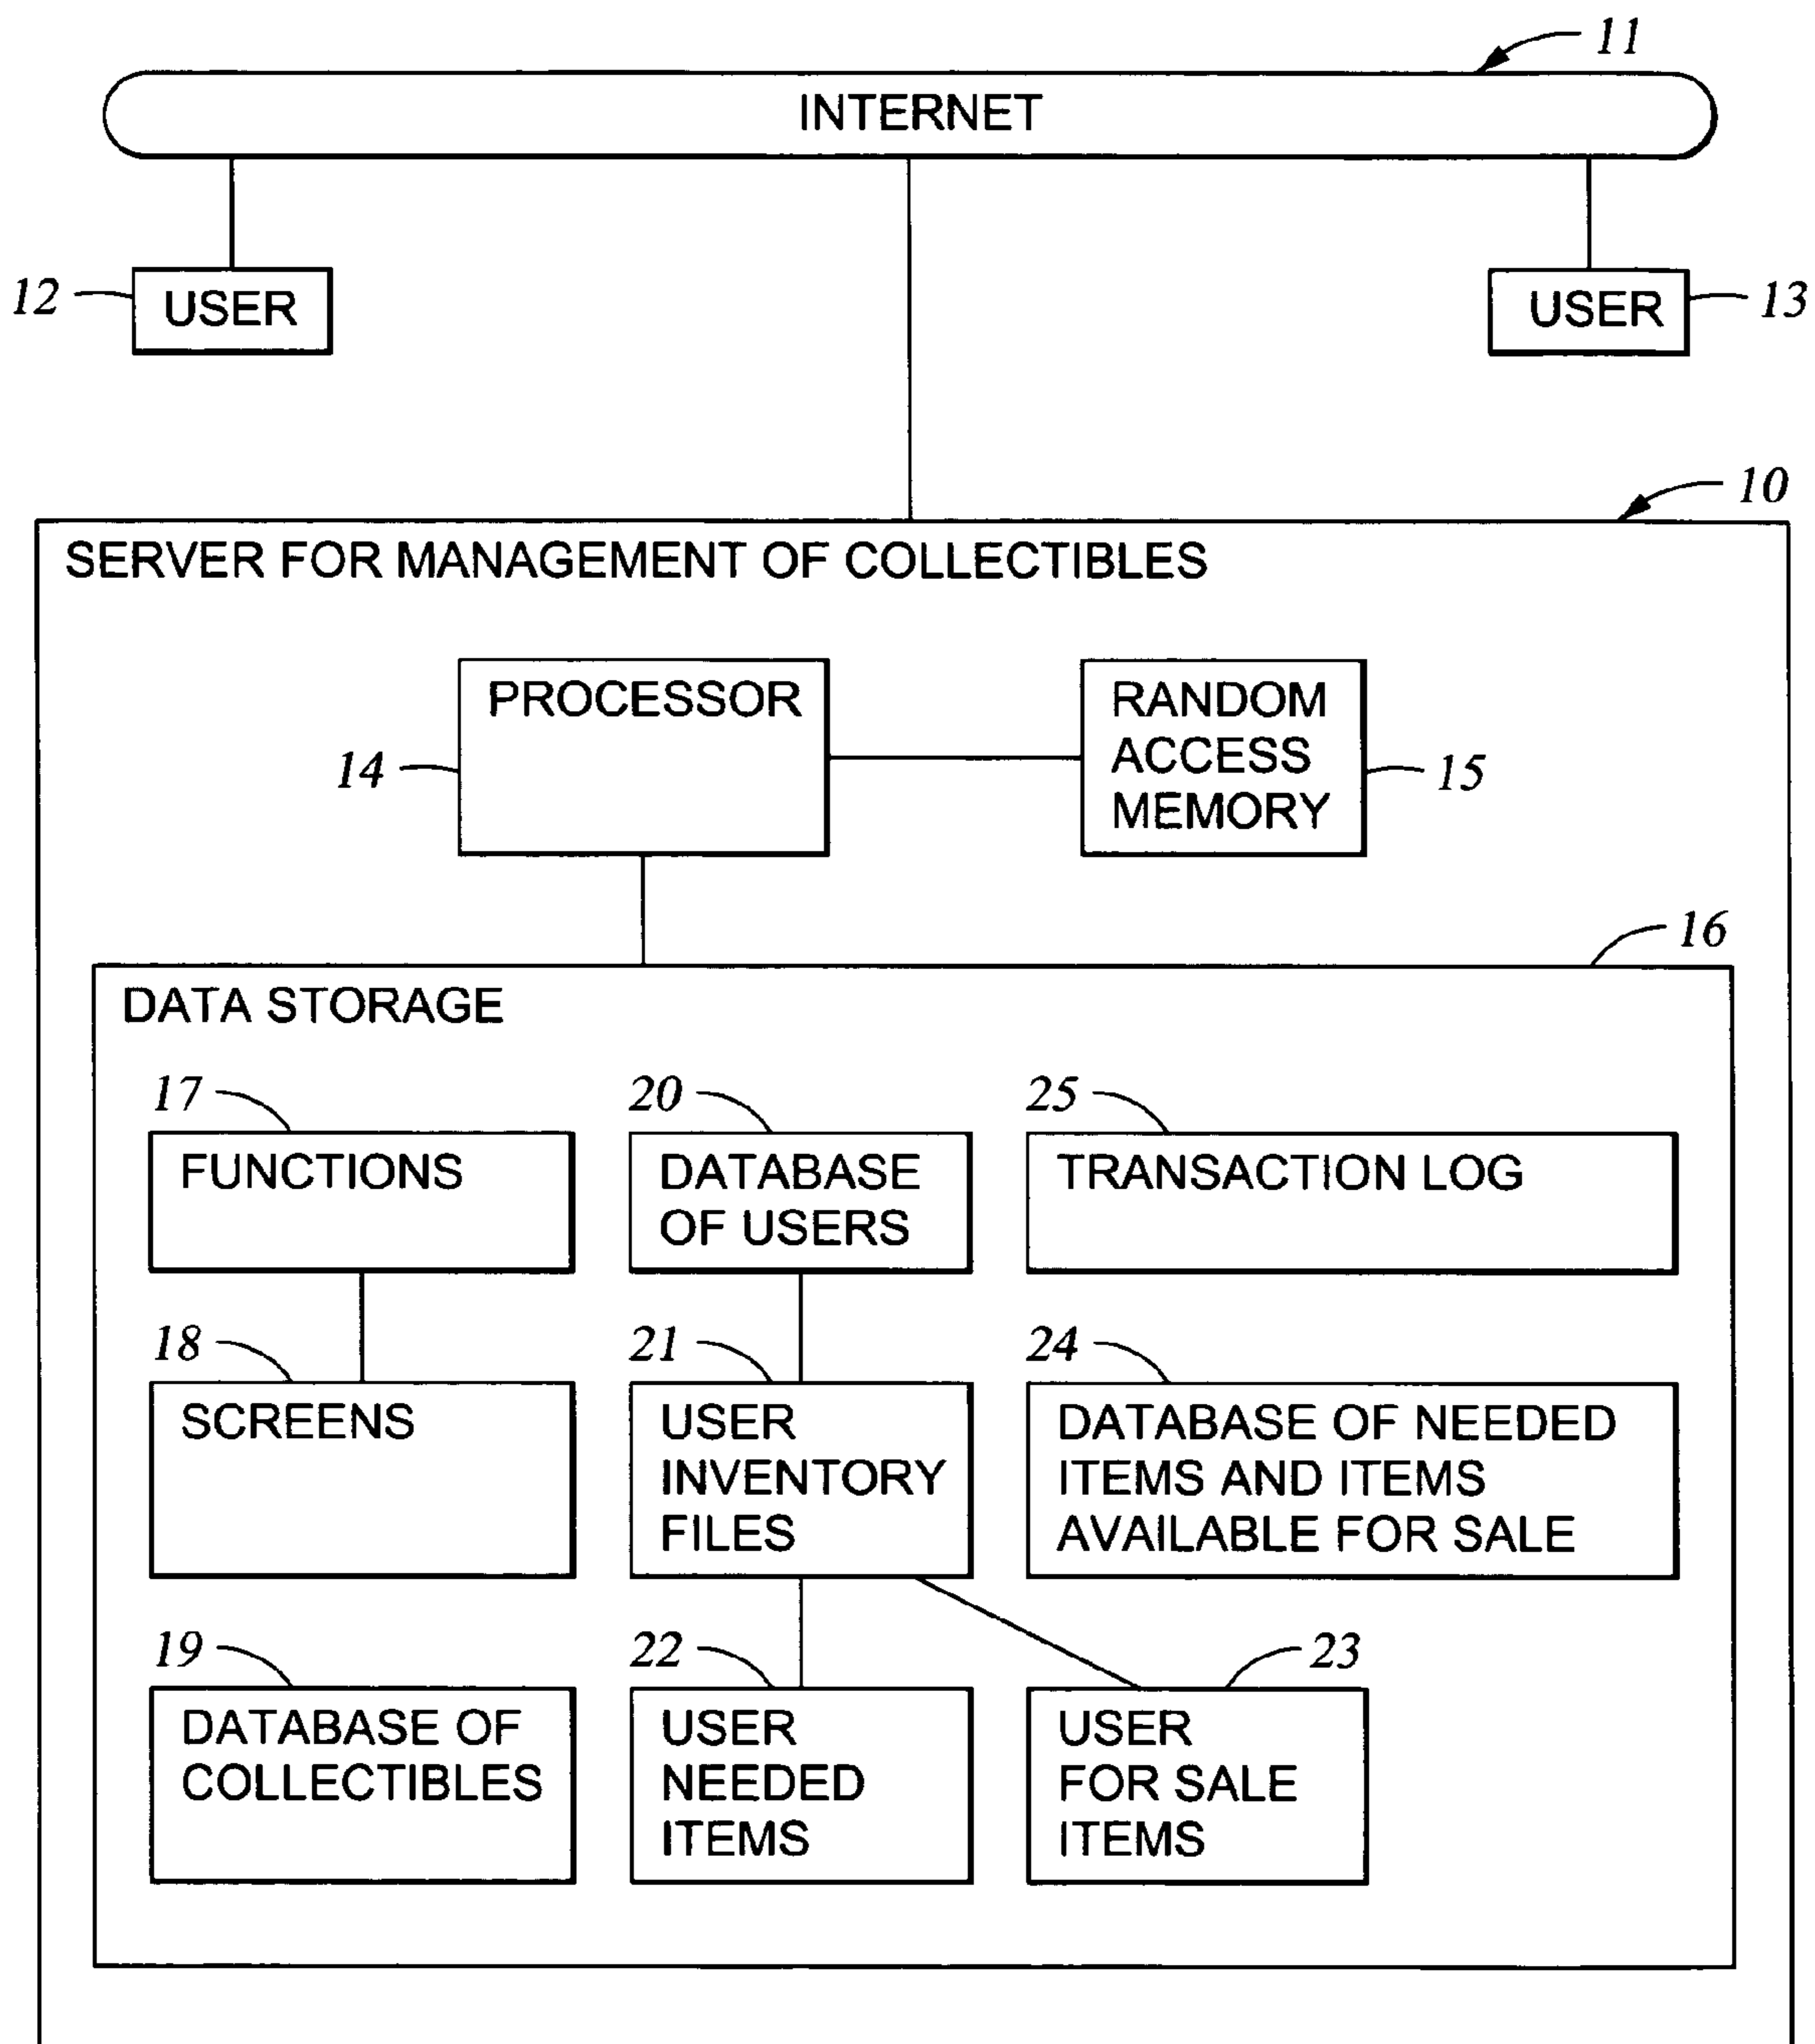 11
INTERNET
12
USER
USER
13
10
SERVER FOR MANAGEMENT OF COLLECTIBLES
PROCESSOR
14
RANDOM
ACCESS
MEMORY
15
16
DATA STORAGE
17
FUNCTIONS
20
DATABASE
OF USERS
25
TRANSACTION LOG
18
SCREENS
21
USER
INVENTORY
FILES
24
DATABASE OF NEEDED
ITEMS AND ITEMS
AVAILABLE FOR SALE
19
DATABASE OF
COLLECTIBLES
22
USER
NEEDED
ITEMS
23
USER
FOR SALE
ITEMS